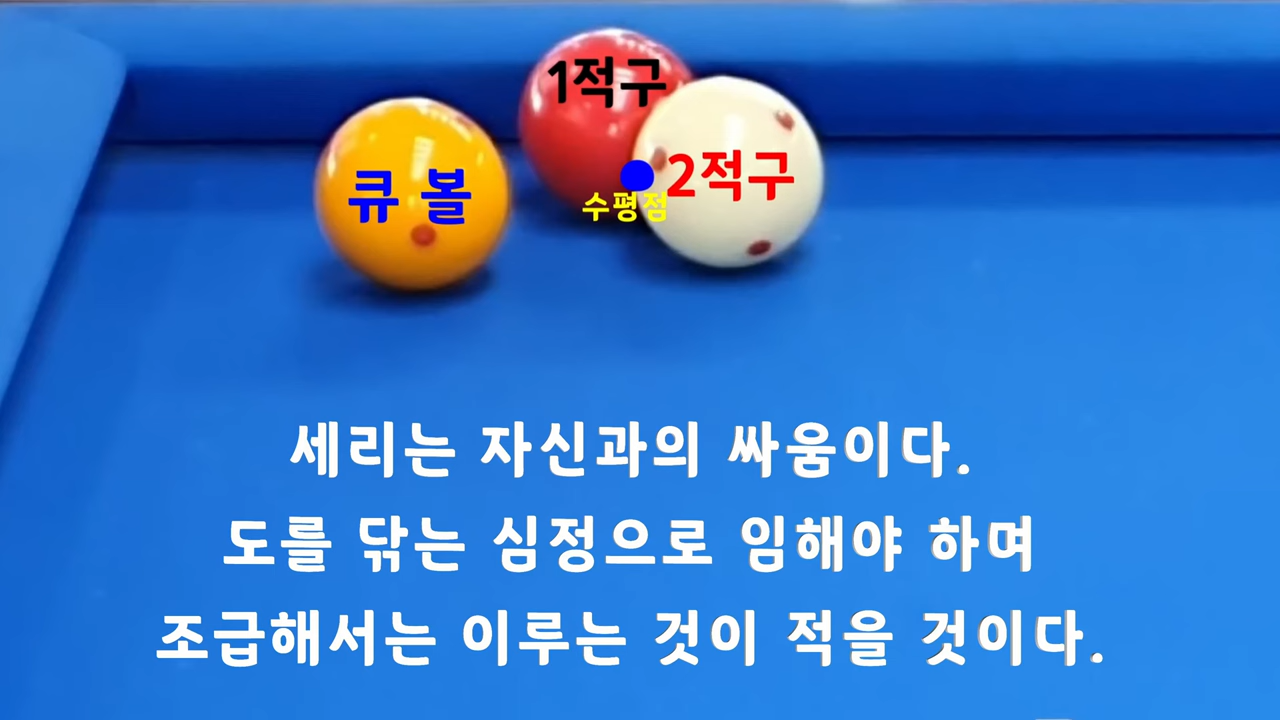 1적구
큐 볼
2적구
수평점
세리는 자신과의 싸움이다.
도를 닦는 심정으로 임해야 하며
조급해서는 이루는 것이 적을 것이다.